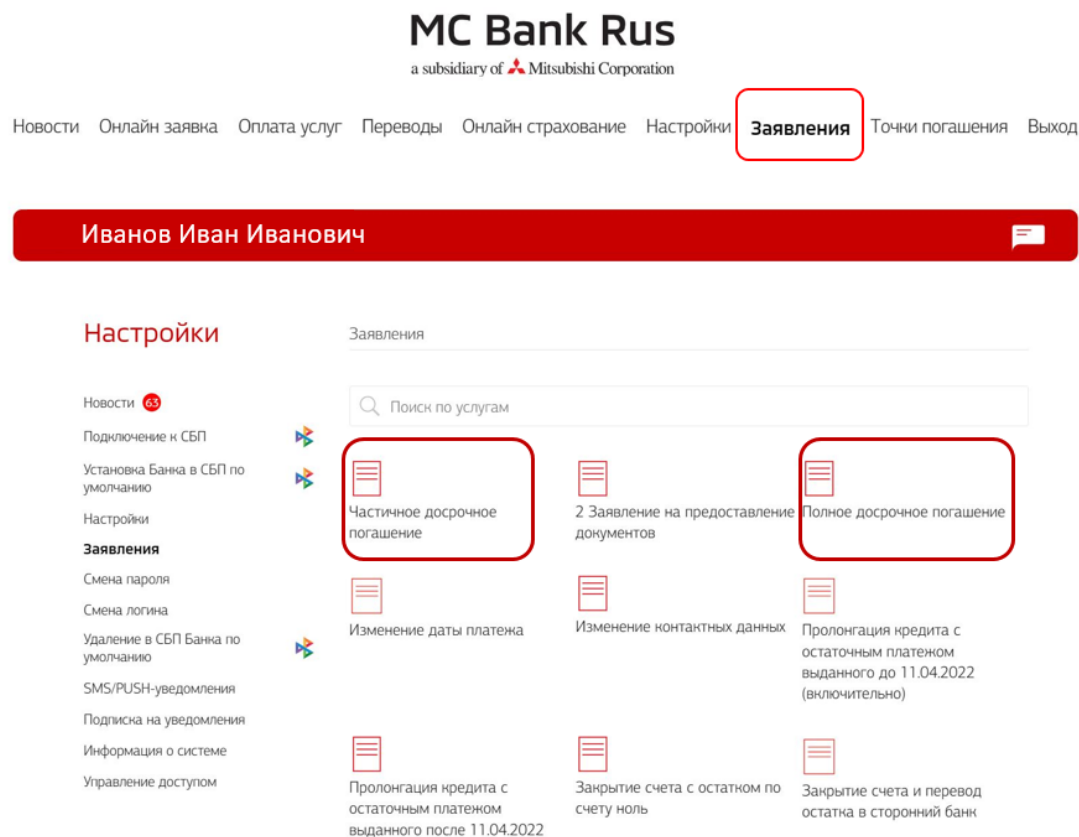 MC Bank Rus
a subsidiary of Mitsubishi Corporation
Новости Онлайн заявка Оплата услуг Переводы Онлайн страхование Настройки Заявления Точки погашения Выход
Иванов Иван Иванович
Настройки
Заявления
Новости 63
Подключение к СБП
Установка Банка в СБП по
умолчанию
Настройки
Заявления
Смена пароля
Смена логина
Удаление в СБП Банка по
умолчанию
SMS/PUSH-уведомления
Подписка на уведомления
Информация о системе
Управление доступом
Поиск по услугам
Частичное досрочное
погашение
2 Заявление на предоставление
документов
Полное досрочное погашение
Изменение даты платежа
Изменение контактных данных
Пролонгация кредита с
остаточным платежом
выданного до 11.04.2022
(включительно)
Пролонгация кредита с
остаточным платежом
выданного после 11.04.2022
Закрытие счета с остатком по
счету ноль
Закрытие счета и перевод
остатка в сторонний банк